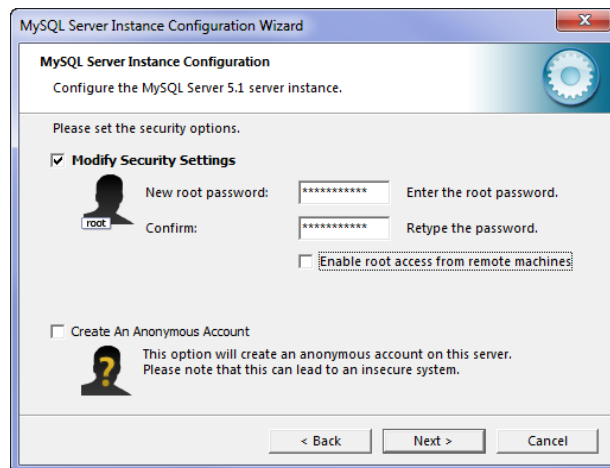 MySQL Server Instance Configuration Wizard
MySQL Server Instance Configuration
Configure the MySQL Server 5.1 server instance.
Please set the security options.
Modify Security Settings
root
New root password: *********** Enter the root password.
Confirm: *********** Retype the password.
Enable root access from remote machines
Create An Anonymous Account
This option will create an anonymous account on this server.
Please note that this can lead to an insecure system.
< Back Next > Cancel